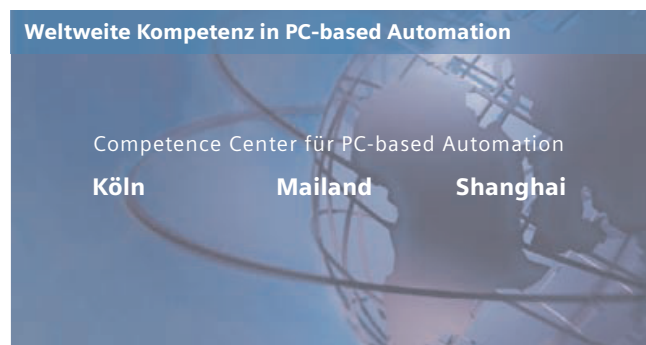 Weltweite Kompetenz in PC-based Automation
Competence Center für PC-based Automation
Köln Mailand Shanghai